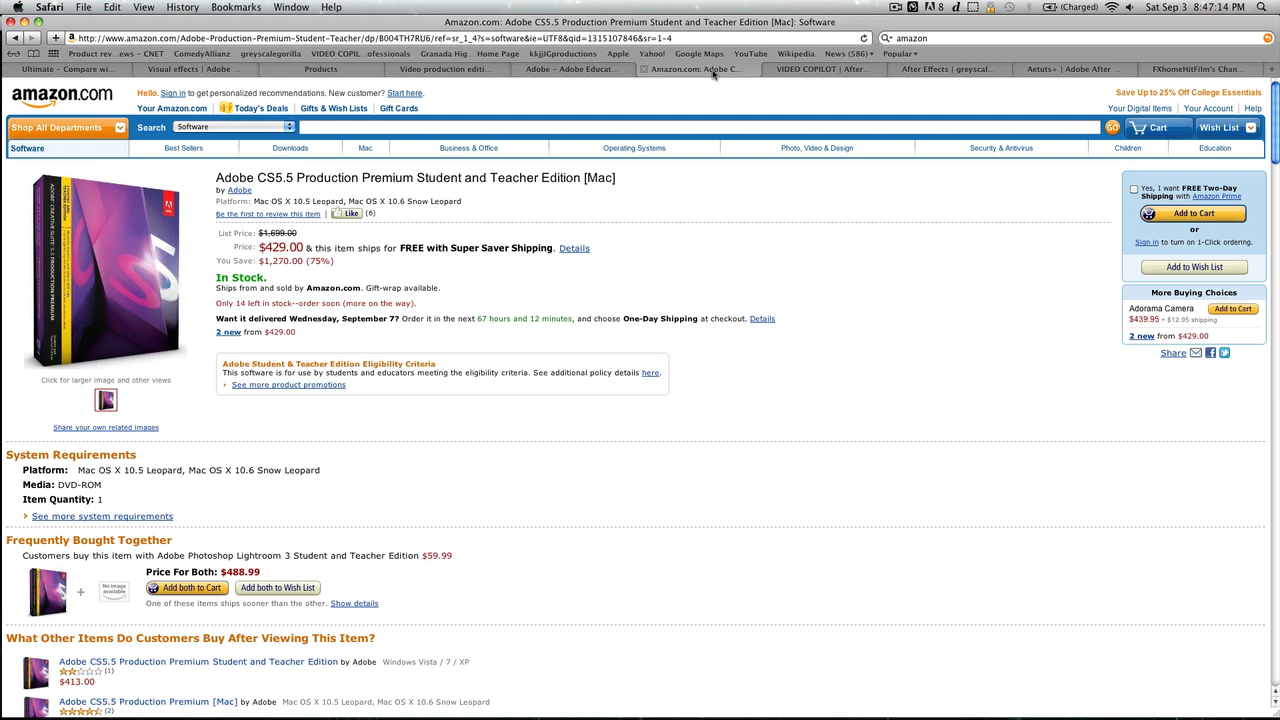 Safari File Edit View History Bookmarks Window Help 8 (Charged) Sat Sep 3 8:47:14 PM
Amazon.com: Adobe CS5.5 Production Premium Student and Teacher Edition [Mac]: Software
http://www.amazon.com/Adobe-Production-Premium-Student-Teacher/dp/B004TH7RU6/ref=sr_1_4?s=software&ie=UTF8&qid=1315107846&sr=1-4 amazon
Product rev...ews – CNET ComedyAlliance greyscalegorilla VIDEO COPIL...ofessionals Granada Hig...Home Page kkjjGproductions Apple Yahoo! Google Maps YouTube Wikipedia News (586) Popular
Ultimate – Compare wi... Visual effects | Adobe ... Products Video production editi... Adobe – Adobe Educat... Amazon.com: Adobe C... VIDEO COPILOT | After... After Effects | greyscal... Aetuts+ | Adobe After ... FXhomeHitFilm's Chan...
amazon.com
Hello. Sign in to get personalized recommendations. New customer? Start here. Save Up to 25% Off College Essentials
Your Amazon.com Today's Deals Gifts & Wish Lists Gift Cards Your Digital Items Your Account Help
Shop All Departments Search Software GO Cart Wish List
Software Best Sellers Downloads Mac Business & Office Operating Systems Photo, Video & Design Security & Antivirus Children Education
Adobe CS5.5 Production Premium Student and Teacher Edition [Mac]
by Adobe
Platform: Mac OS X 10.5 Leopard, Mac OS X 10.6 Snow Leopard
Be the first to review this item | Like (6)
List Price: $1,699.00
Price: $429.00 & this item ships for FREE with Super Saver Shipping. Details
You Save: $1,270.00 (75%)
In Stock.
Ships from and sold by Amazon.com. Gift-wrap available.
Only 14 left in stock--order soon (more on the way).
Want it delivered Wednesday, September 7? Order it in the next 67 hours and 12 minutes, and choose One-Day Shipping at checkout. Details
2 new from $429.00
Adobe Student & Teacher Edition Eligibility Criteria
This software is for use by students and educators meeting the eligibility criteria. See additional policy details here.
See more product promotions
Yes, I want FREE Two-Day
Shipping with Amazon Prime
Add to Cart
or
Sign in to turn on 1-Click ordering.
Add to Wish List
More Buying Choices
Adorama Camera Add to Cart
$439.95 + $12.95 shipping
2 new from $429.00
Share
Click for larger image and other views
Share your own related images
System Requirements
Platform: Mac OS X 10.5 Leopard, Mac OS X 10.6 Snow Leopard
Media: DVD-ROM
Item Quantity: 1
See more system requirements
Frequently Bought Together
Customers buy this item with Adobe Photoshop Lightroom 3 Student and Teacher Edition $59.99
No image
available
Price For Both: $488.99
Add both to Cart Add both to Wish List
One of these items ships sooner than the other. Show details
What Other Items Do Customers Buy After Viewing This Item?
Adobe CS5.5 Production Premium Student and Teacher Edition by Adobe Windows Vista / 7 / XP
(1)
$413.00
Adobe CS5.5 Production Premium [Mac] by Adobe Mac OS X 10.5 Leopard, Mac OS X 10.6 Snow Leopard
(2)